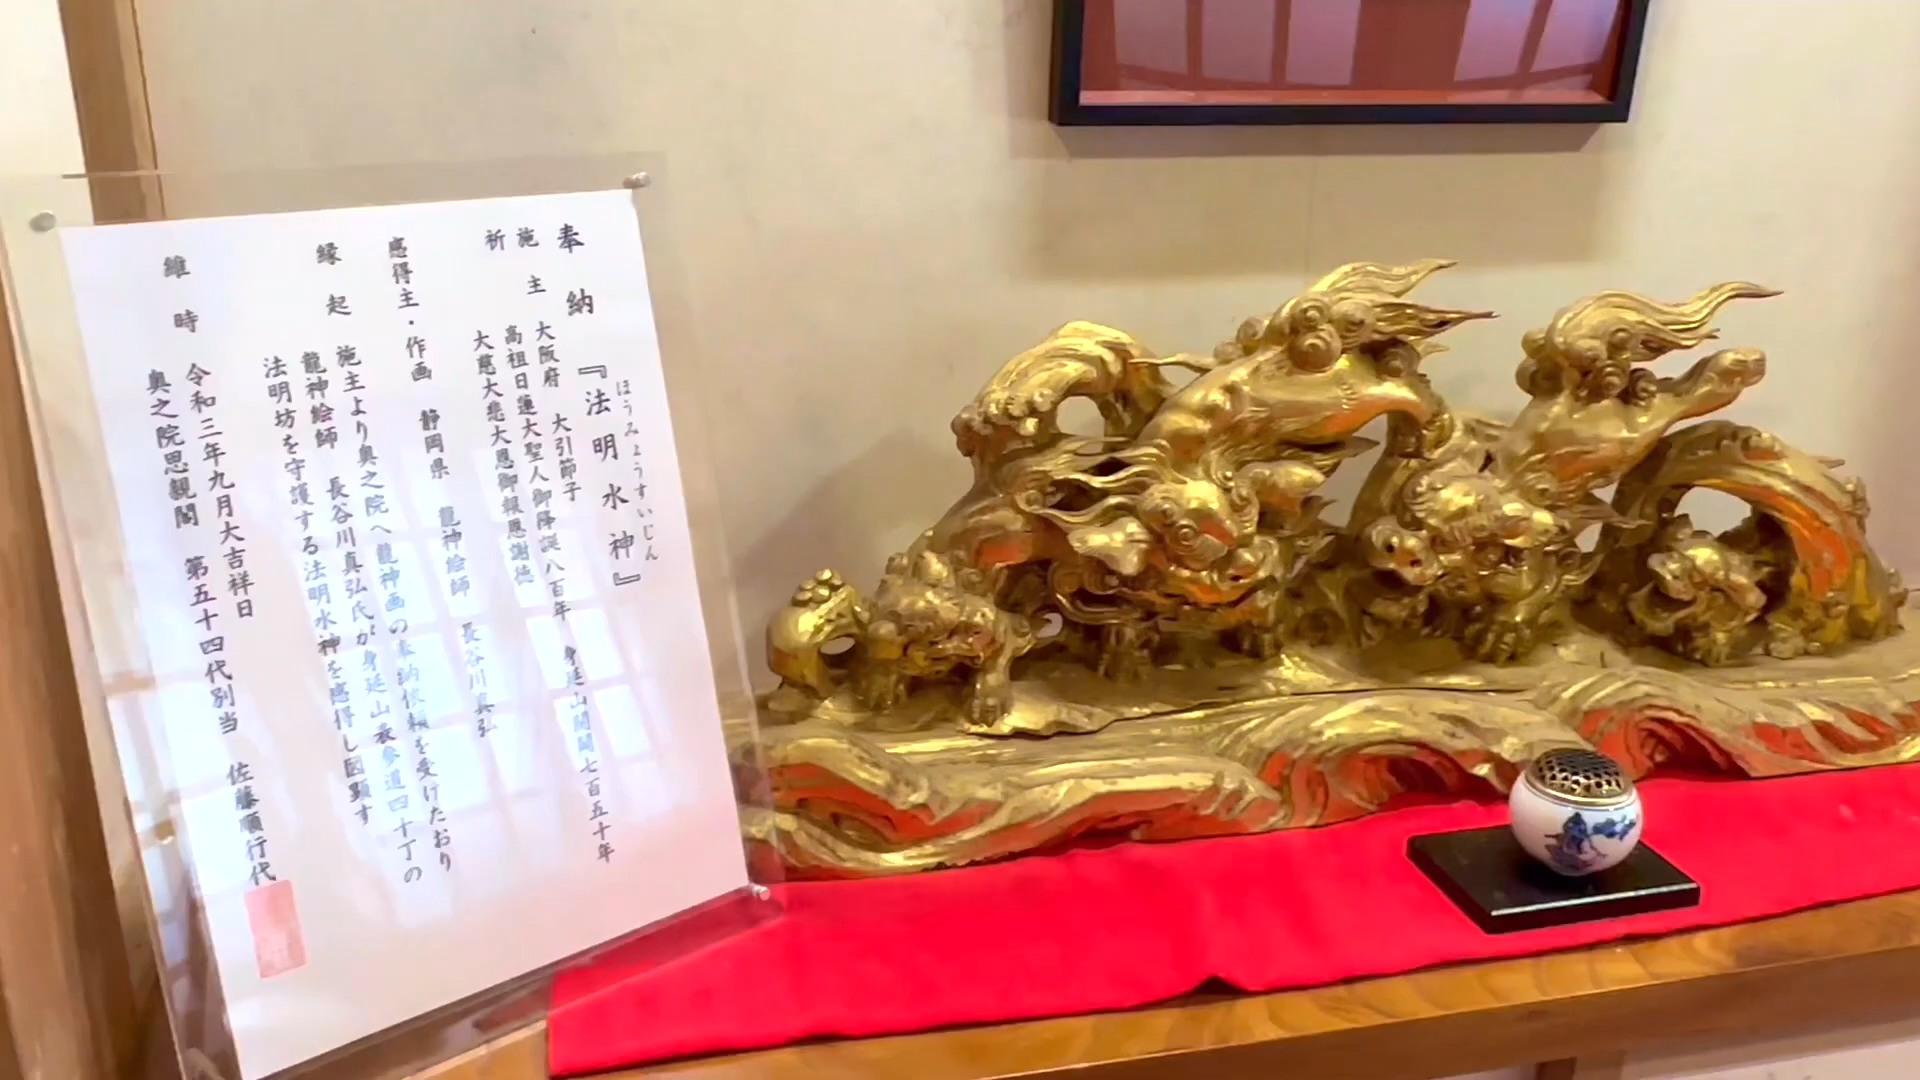 奉納 『法明水神』
ほうみょうすいじん
施主 大阪府 大引節子 身延山開闢七百五十年
祈 高祖日蓮大聖人御降誕八百年
大慈大悲大恩御報恩謝徳
感得主・作画 静岡県 龍神絵師 長谷川真弘
縁起 施主より奥之院へ龍神画の奉納依頼を受けたおり
龍神絵師 長谷川真弘氏が身延山表参道四十丁の
法明坊を守護する法明水神を感得し図顕す
維時 令和三年九月大吉祥日
奥之院思親閣 第五十四代別当 佐藤順行代